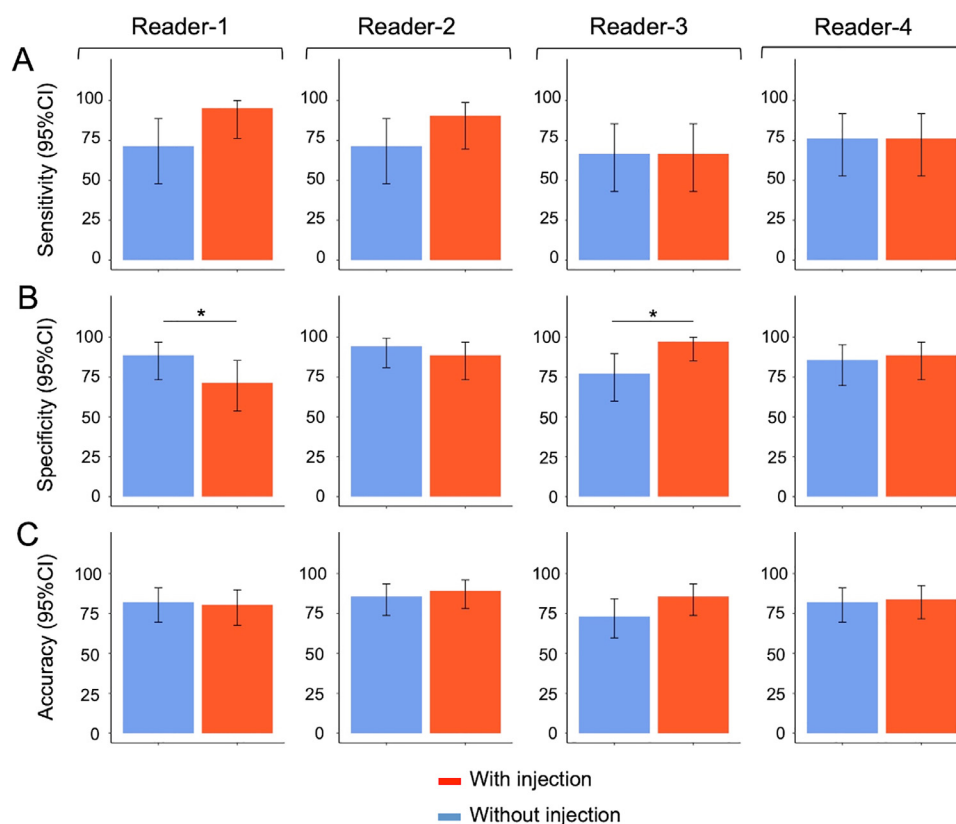 Reader-1 Reader-2 Reader-3 Reader-4
A
Sensitivity (95%CI)
100 100 100 100
75 75 75 75
50 50 50 50
25 25 25 25
0 0 0 0
B
* *
Specificity (95%CI)
100 100 100 100
75 75 75 75
50 50 50 50
25 25 25 25
0 0 0 0
C
Accuracy (95%CI)
100 100 100 100
75 75 75 75
50 50 50 50
25 25 25 25
0 0 0 0
With injection
Without injection